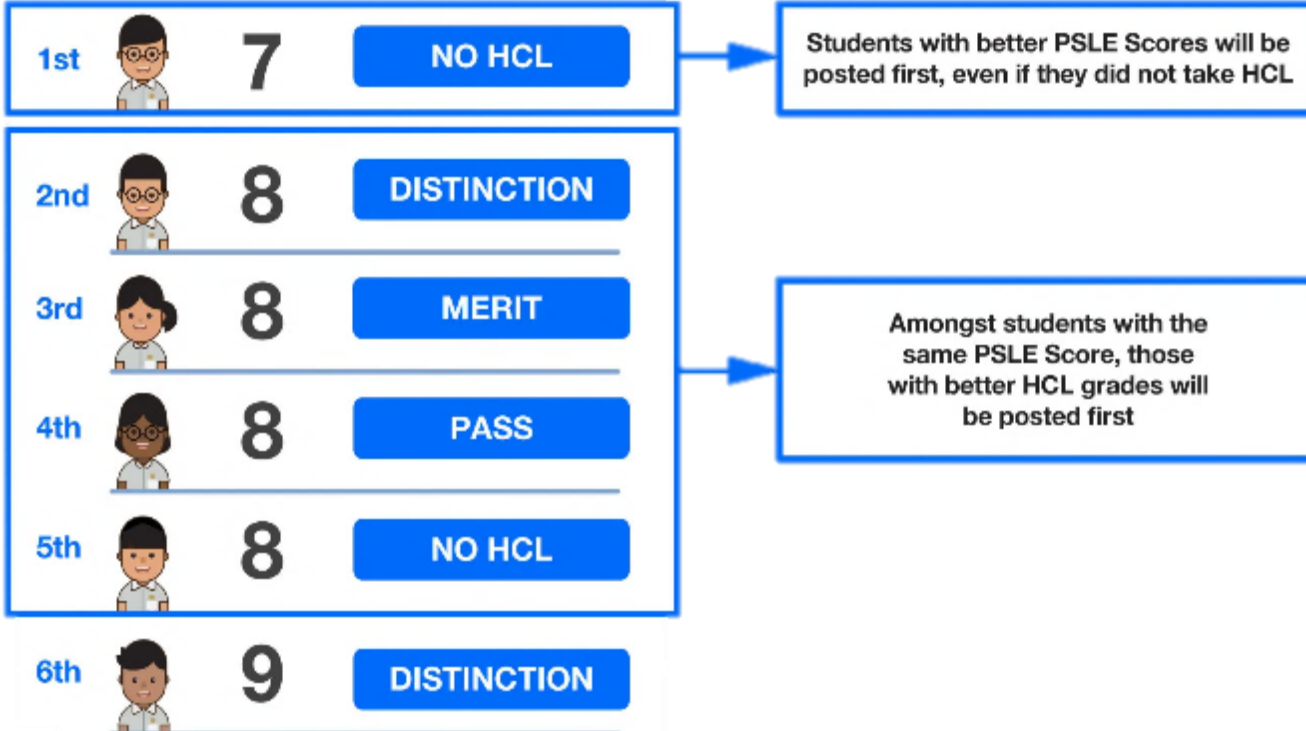 1st 7 NO HCL
Students with better PSLE Scores will be
posted first, even if they did not take HCL
2nd 8 DISTINCTION
3rd 8 MERIT
4th 8 PASS
5th 8 NO HCL
Amongst students with the
same PSLE Score, those
with better HCL grades will
be posted first
6th 9 DISTINCTION